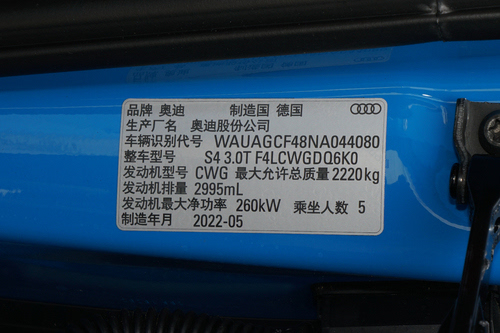 品牌 奥迪 制造国 德国
生产厂名 奥迪股份公司
车辆识别代号 WAUAGCF48NA044080
整车型号 S4 3.0T F4LCWGDQ6K0
发动机型号 CWG 最大允许总质量 2220kg
发动机排量 2995mL
发动机最大净功率 260kW 乘坐人数 5
制造年月 2022-05